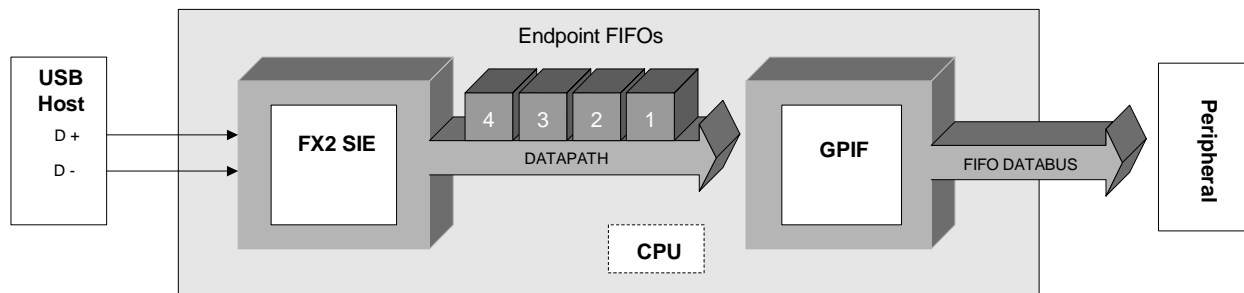 Endpoint FIFOs
USB
Host
D +
D -
FX2 SIE
4 3 2 1
DATAPATH
CPU
GPIF
FIFO DATABUS
Peripheral